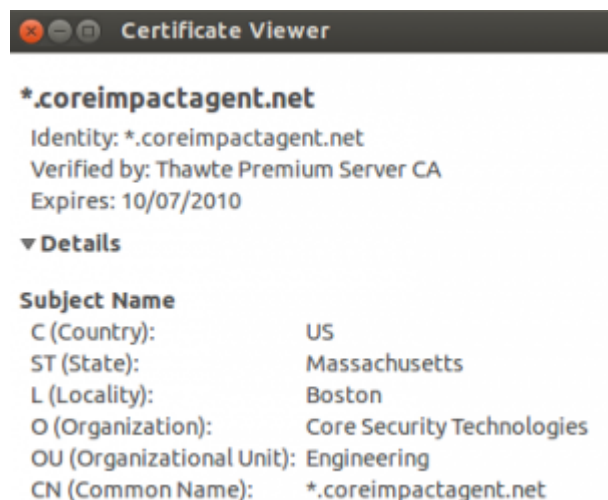 Certificate Viewer
*.coreimpactagent.net
Identity: *.coreimpactagent.net
Verified by: Thawte Premium Server CA
Expires: 10/07/2010
Details
Subject Name
C (Country): US
ST (State): Massachusetts
L (Locality): Boston
O (Organization): Core Security Technologies
OU (Organizational Unit): Engineering
CN (Common Name): *.coreimpactagent.net